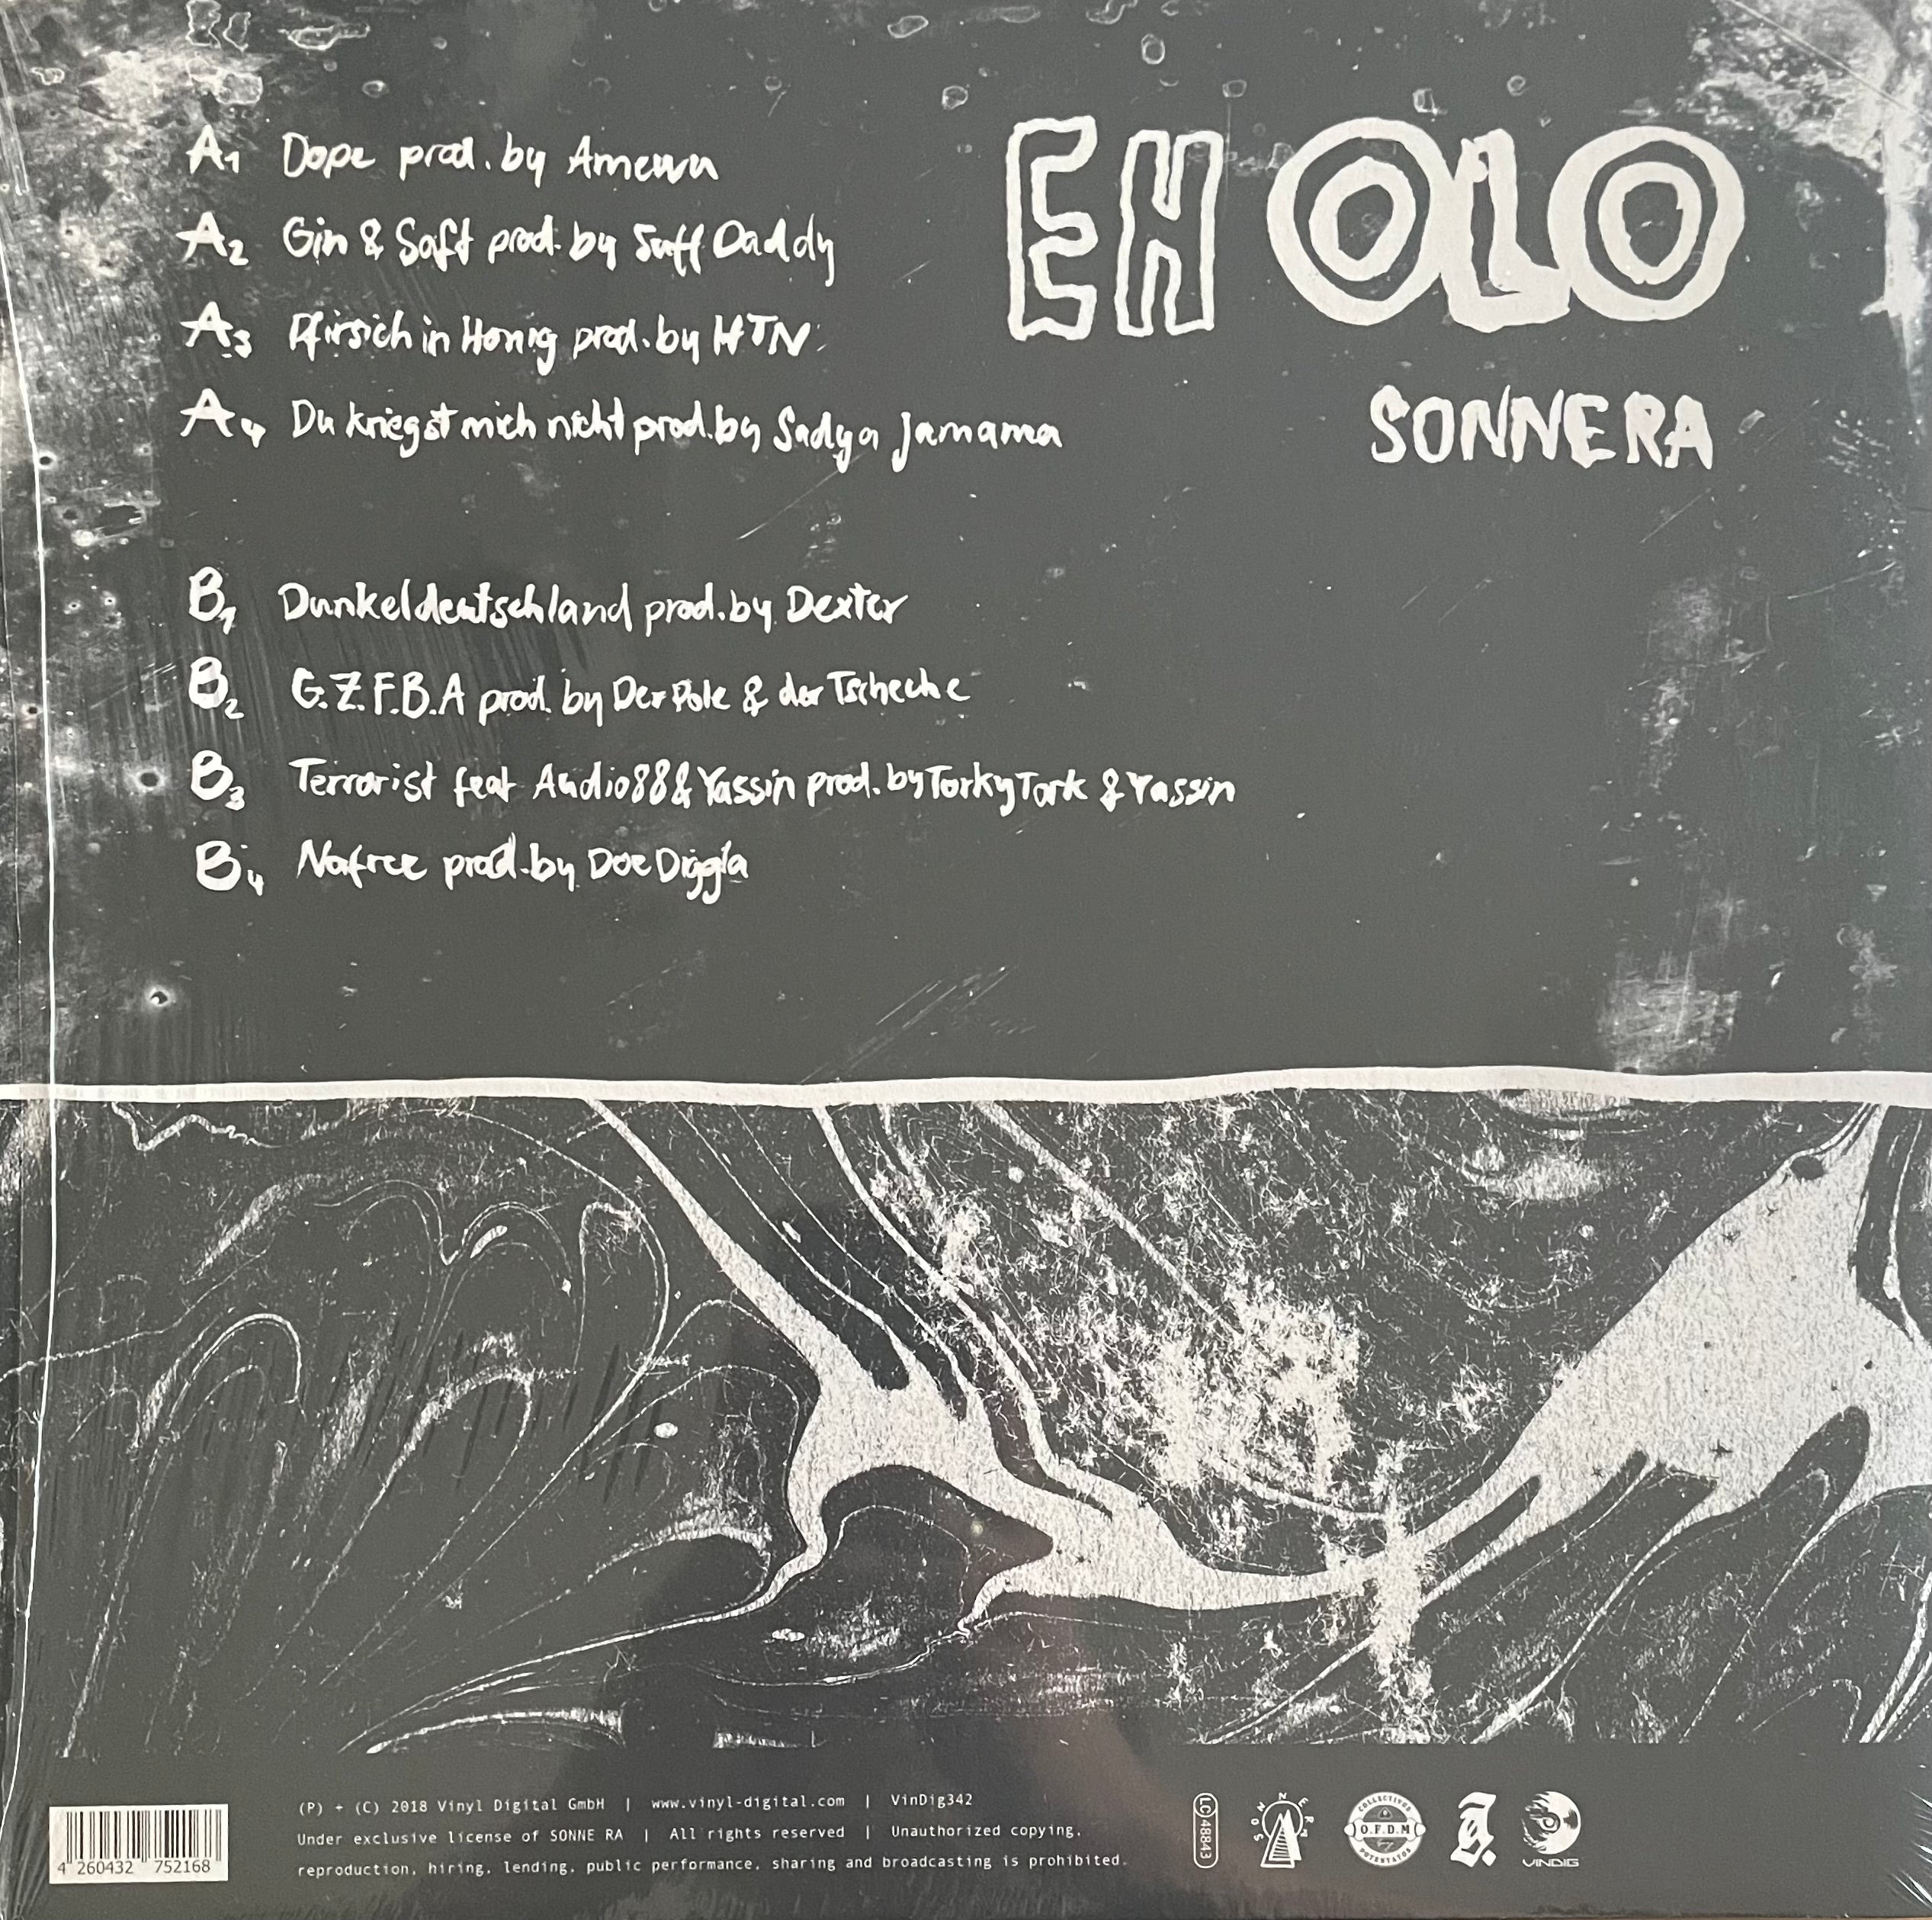 A1 Dope prod. by Amewu
A2 Gin & Saft prod. by Suff Daddy
A3 Pfirsich in Honig prod. by HTN
A4 Du kriegst mich nicht prod. by Sadya Jamama
EH OLO
SONNE RA
B1 Dunkeldeutschland prod. by Dexter
B2 G.Z.F.B.A prod. by Der Pole & der Tscheche
B3 Terrorist feat Audio88 & Yassin prod. by Torky Tork & Yassin
B4 Nafree prod. by Doe Diggla
4 260432 752168
(P) + (C) 2018 Vinyl Digital GmbH | www.vinyl-digital.com | VinDig342
Under exclusive license of SONNE RA | All rights reserved | Unauthorized copying,
reproduction, hiring, lending, public performance, sharing and broadcasting is prohibited.
LC 48843
SONNE RA
COLLECTIVUS
O.F.D.M
POTENTATUS
VINDIG